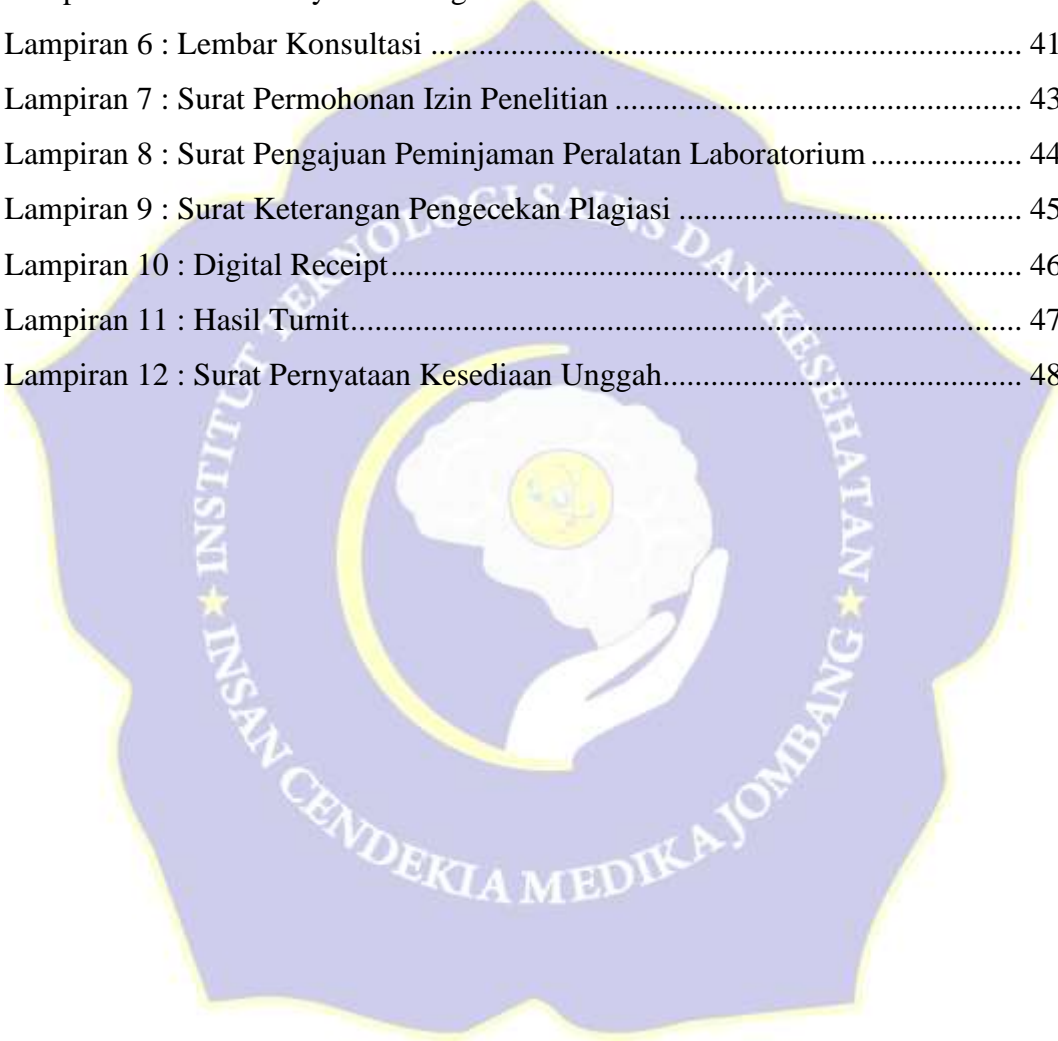 Lampiran 6 : Lembar Konsultasi ........................................................................... 41
Lampiran 7 : Surat Permohonan Izin Penelitian .................................................... 43
Lampiran 8 : Surat Pengajuan Peminjaman Peralatan Laboratorium ................... 44
Lampiran 9 : Surat Keterangan Pengecekan Plagiasi ............................................ 45
Lampiran 10 : Digital Receipt................................................................................ 46
Lampiran 11 : Hasil Turnit..................................................................................... 47
Lampiran 12 : Surat Pernyataan Kesediaan Unggah.............................................. 48
INSTITUT TEKNOLOGI SAINS DAN KESEHATAN
INSAN CENDEKIA MEDIKA JOMBANG